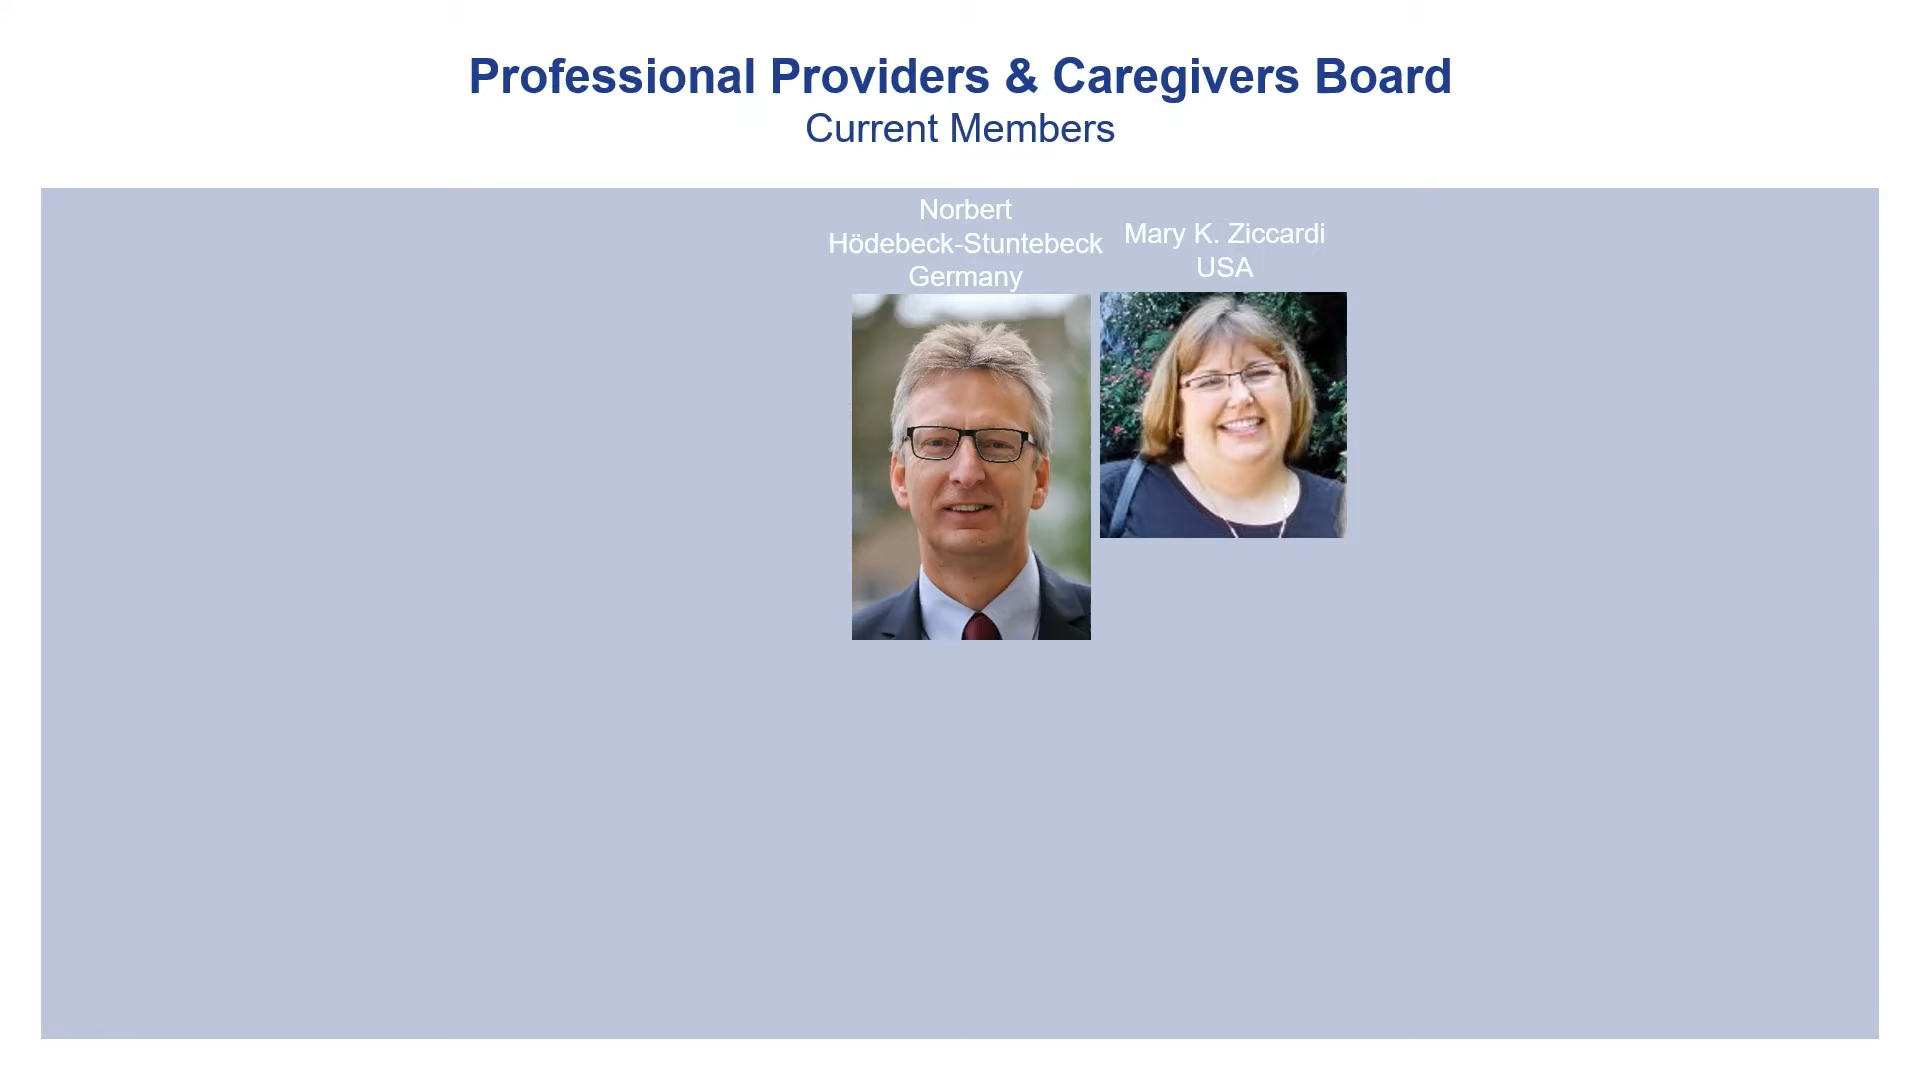 Professional Providers & Caregivers Board
Current Members
Norbert
Hödebeck-Stuntebeck
Germany
Mary K. Ziccardi
USA